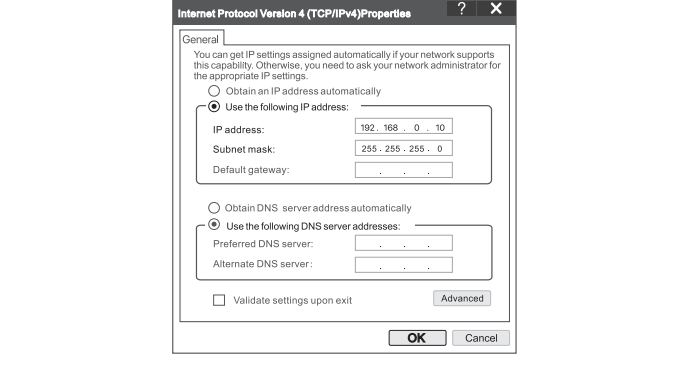 Internet Protocol Version 4 (TCP/IPv4)Properties ? X
General
You can get IP settings assigned automatically if your network supports
this capability. Otherwise, you need to ask your network administrator for
the appropriate IP settings.
Obtain an IP address automatically
Use the following IP address:
IP address: 192 . 168 . 0 . 10
Subnet mask: 255 . 255 . 255 . 0
Default gateway: . . .
Obtain DNS server address automatically
Use the following DNS server addresses:
Preferred DNS server: . . .
Alternate DNS server: . . .
Validate settings upon exit Advanced
OK Cancel